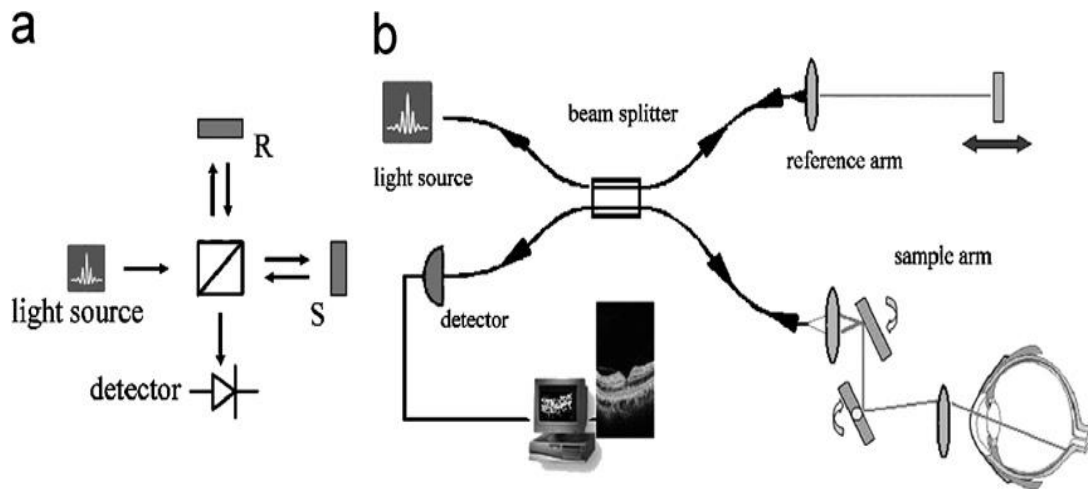 a
R
light source
S
detector
b
beam splitter
light source
reference arm
detector
sample arm